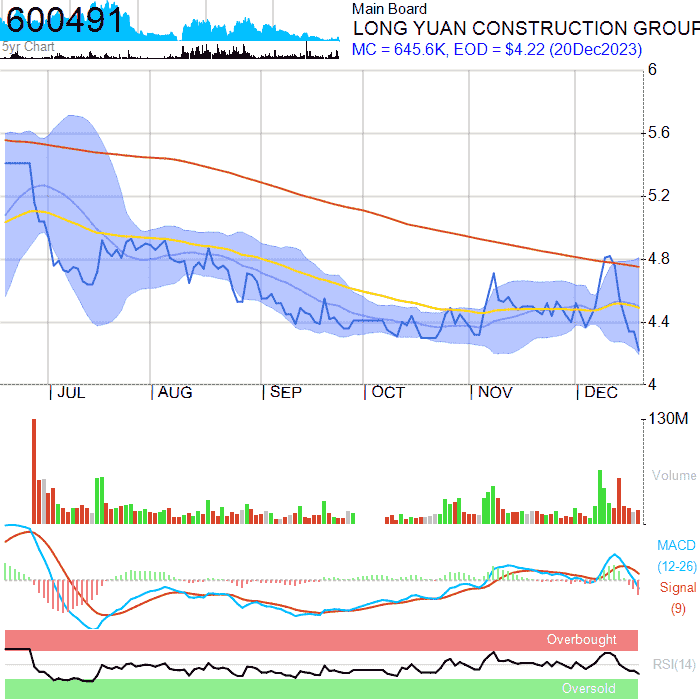 600491
5yr Chart
Main Board
LONG YUAN CONSTRUCTION GROUP
MC = 645.6K, EOD = $4.22 (20Dec2023)
6
5.6
5.2
4.8
4.4
4
JUL AUG SEP OCT NOV DEC
130M
Volume
MACD
(12-26)
Signal
(9)
Overbought
RSI(14)
Oversold